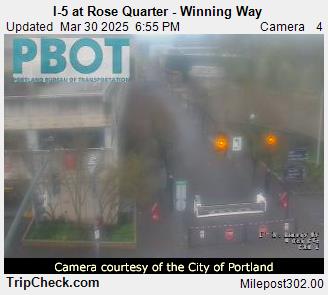 I-5 at Rose Quarter - Winning Way
Updated Mar 30 2025 6:55 PM Camera 4
PBOT
PORTLAND BUREAU OF TRANSPORTATION
Camera courtesy of the City of Portland
TripCheck.com
Milepost302.00